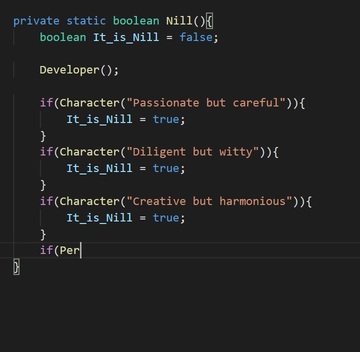 private static boolean Nill(){
boolean It_is_Nill = false;
Developer();
if(Character("Passionate but careful")){
It_is_Nill = true;
}
if(Character("Diligent but witty")){
It_is_Nill = true;
}
if(Character("Creative but harmonious")){
It_is_Nill = true;
}
if(Per
}